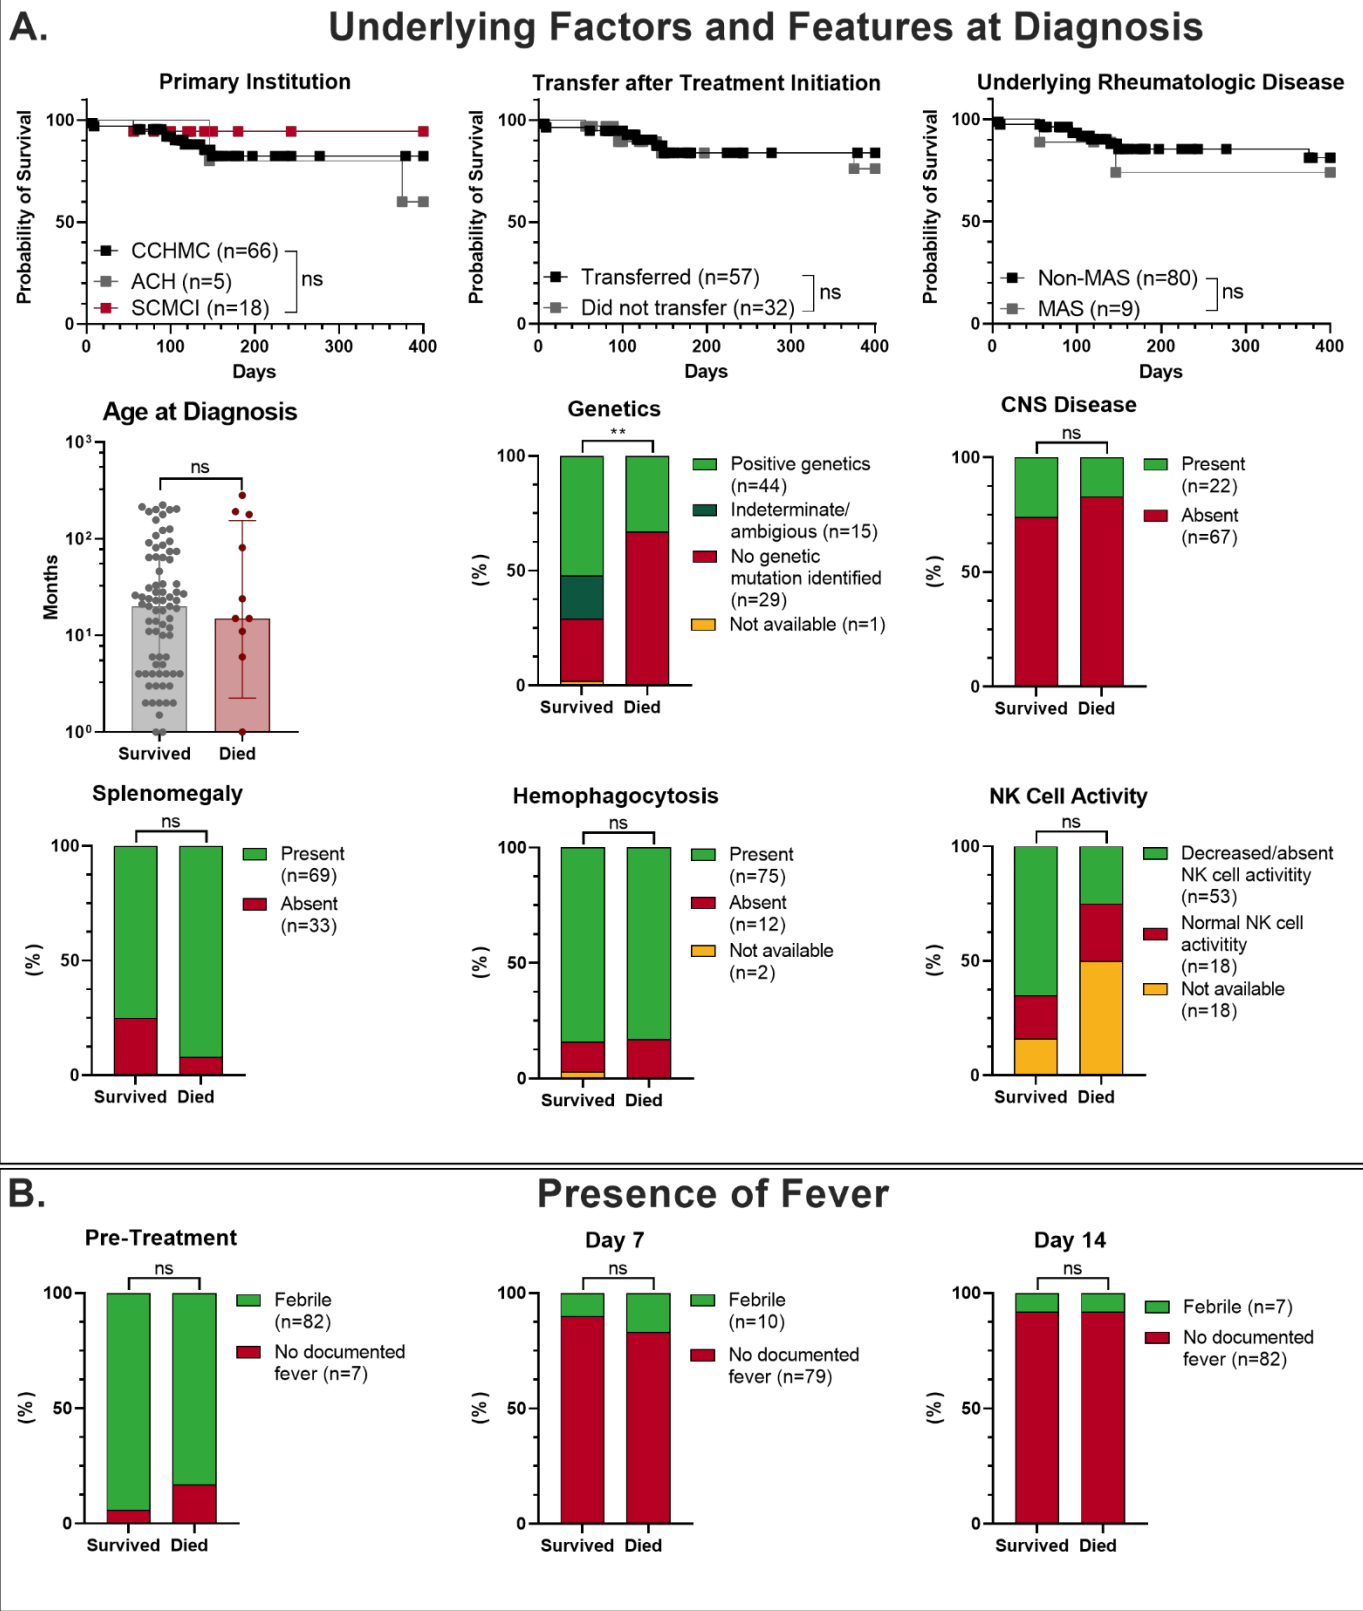 A. Underlying Factors and Features at Diagnosis
Primary Institution
Probability of Survival
100
50
0
CCHMC (n=66)
ACH (n=5)
SCMCI (n=18)
ns
0 100 200 300 400
Days
Transfer after Treatment Initiation
Probability of Survival
100
50
0
Transferred (n=57)
Did not transfer (n=32)
ns
0 100 200 300 400
Days
Underlying Rheumatologic Disease
Probability of Survival
100
50
0
Non-MAS (n=80)
MAS (n=9)
ns
0 100 200 300 400
Days
Age at Diagnosis
Months
10³
10²
10¹
10⁰
ns
Survived Died
Genetics
**
(%)
100
50
0
Survived Died
Positive genetics
(n=44)
Indeterminate/
ambigious (n=15)
No genetic
mutation identified
(n=29)
Not available (n=1)
CNS Disease
ns
(%)
100
50
0
Survived Died
Present
(n=22)
Absent
(n=67)
Splenomegaly
ns
(%)
100
50
0
Survived Died
Present
(n=69)
Absent
(n=33)
Hemophagocytosis
ns
(%)
100
50
0
Survived Died
Present
(n=75)
Absent
(n=12)
Not available
(n=2)
NK Cell Activity
ns
(%)
100
50
0
Survived Died
Decreased/absent
NK cell activitity
(n=53)
Normal NK cell
activitity
(n=18)
Not available
(n=18)
B. Presence of Fever
Pre-Treatment
ns
(%)
100
50
0
Survived Died
Febrile
(n=82)
No documented
fever (n=7)
Day 7
ns
(%)
100
50
0
Survived Died
Febrile
(n=10)
No documented
fever (n=79)
Day 14
ns
(%)
100
50
0
Survived Died
Febrile (n=7)
No documented
fever (n=82)